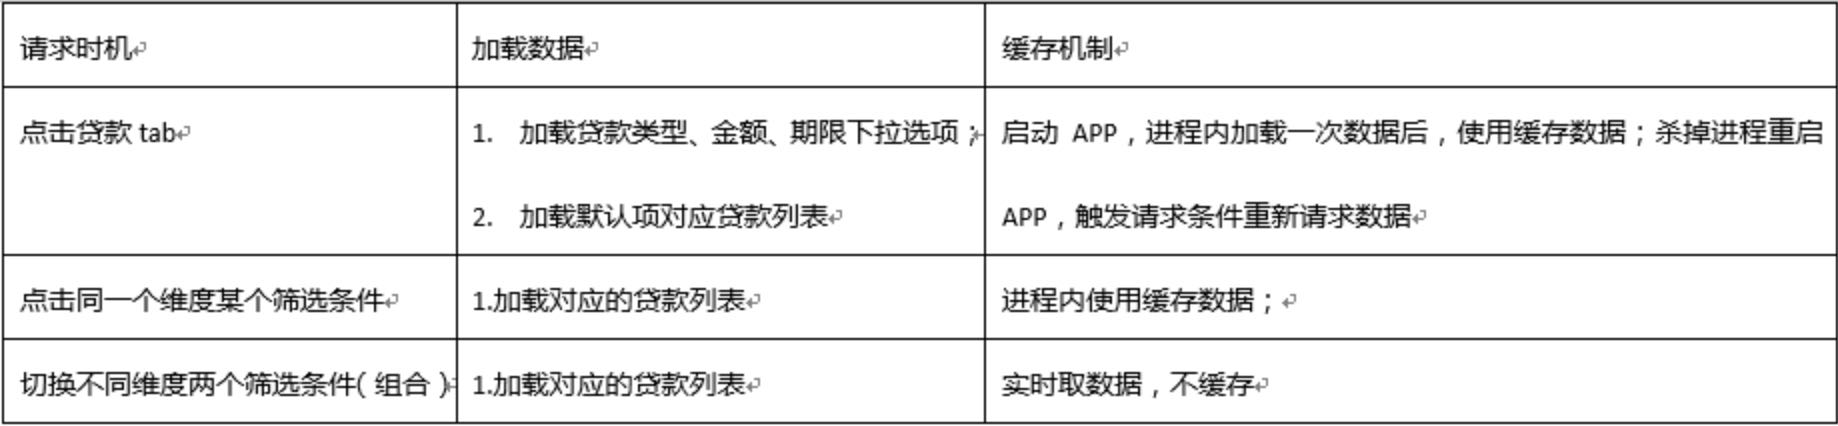 请求时机
加载数据
缓存机制
点击贷款 tab
1. 加载贷款类型、金额、期限下拉选项；
2. 加载默认项对应贷款列表
启动 APP，进程内加载一次数据后，使用缓存数据；杀掉进程重启
APP，触发请求条件重新请求数据
点击同一个维度某个筛选条件
1.加载对应的贷款列表
进程内使用缓存数据；
切换不同维度两个筛选条件(组合)
1.加载对应的贷款列表
实时取数据，不缓存